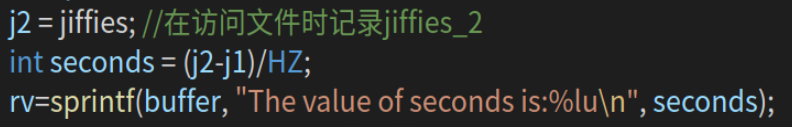 j2 = jiffies; //在访问文件时记录jiffies_2
int seconds = (j2-j1)/HZ;
rv=sprintf(buffer, "The value of seconds is:%lu\n", seconds);